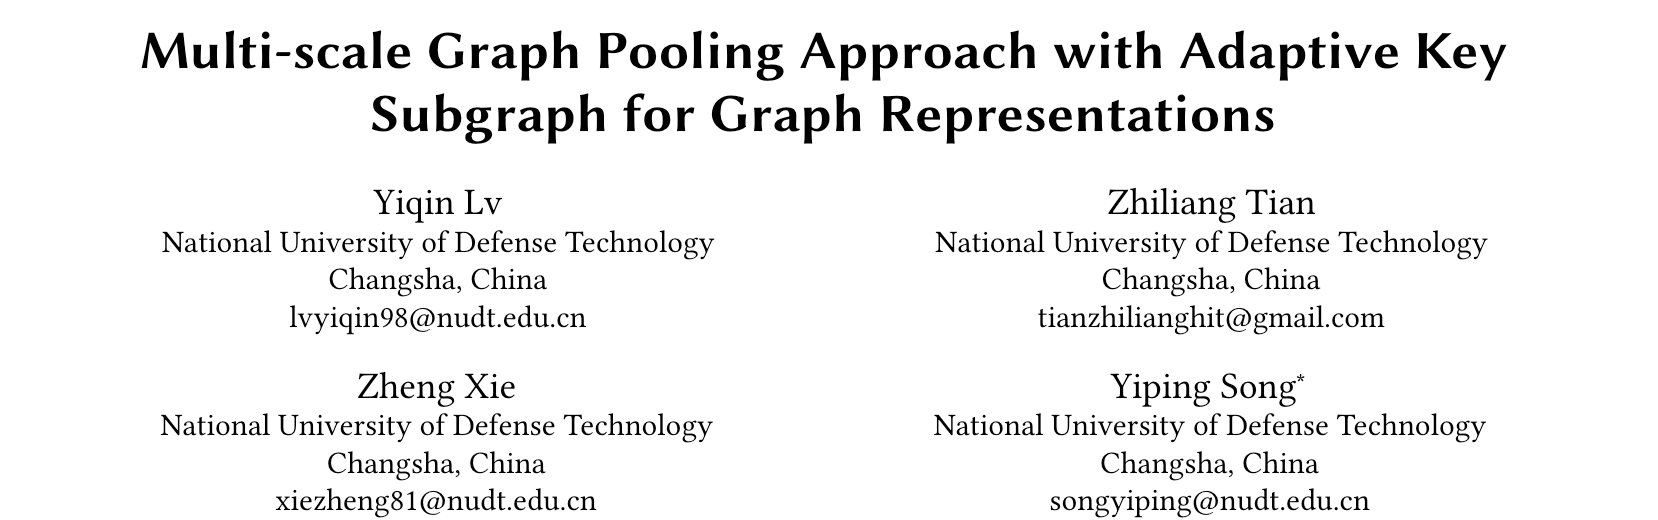 Multi-scale Graph Pooling Approach with Adaptive Key
Subgraph for Graph Representations
Yiqin Lv
National University of Defense Technology
Changsha, China
lvyiqin98@nudt.edu.cn
Zhiliang Tian
National University of Defense Technology
Changsha, China
tianzhilianghit@gmail.com
Zheng Xie
National University of Defense Technology
Changsha, China
xiezheng81@nudt.edu.cn
Yiping Song*
National University of Defense Technology
Changsha, China
songyiping@nudt.edu.cn